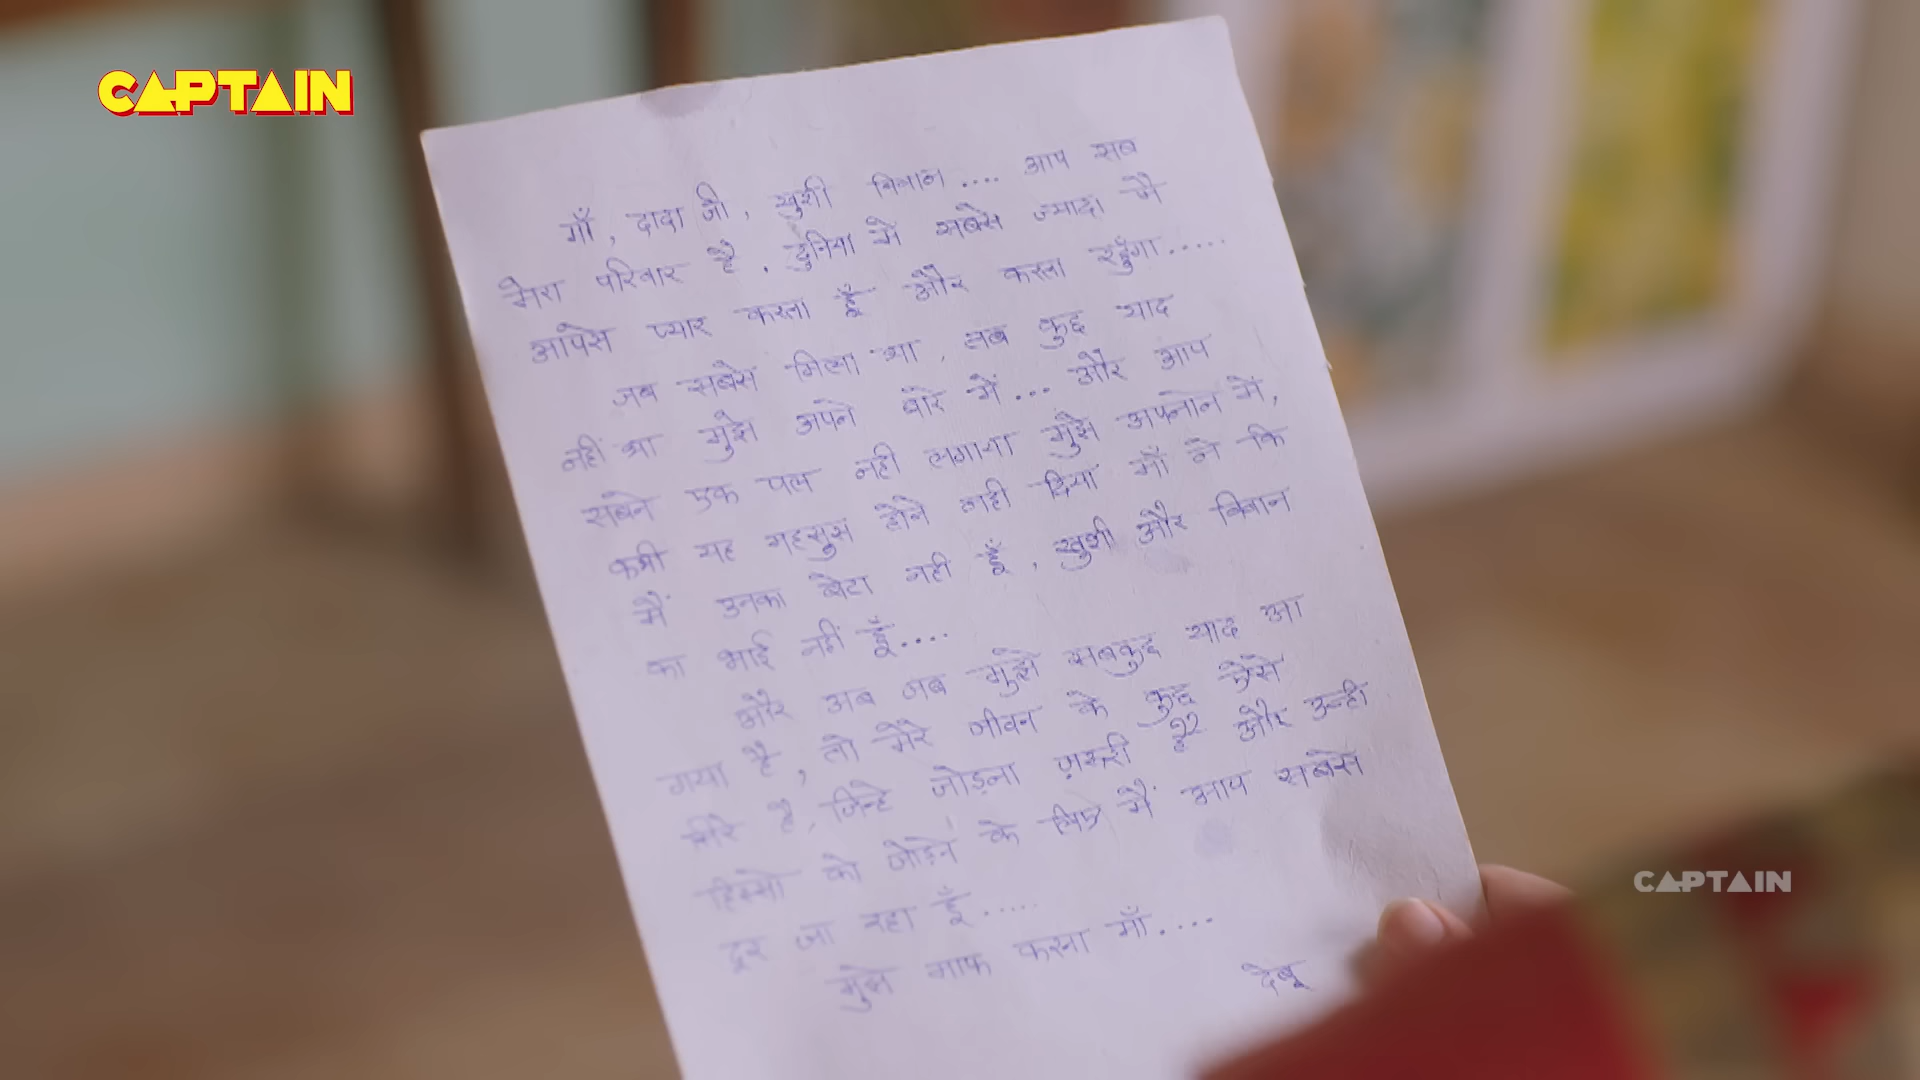 CAPTAIN
माँ, दादा जी, खुशी विवान.... आप सब
मेरा परिवार है, दुनिया में सबसे ज्यादा मैं
आपसे प्यार करता हूँ और करता रहूँगा.....
जब सबसे मिला था, तब कुछ याद
नहीं था मुझे अपने बारे में... और आप
सबने एक पल नही लगाया मुझे अपनाने में,
कभी यह महसुस होने नही दिया माँ ने कि
मैं उनका बेटा नही हूँ, खुशी और विवान
का भाई नहीं हूँ....
और अब जब मुझे सबकुछ याद आ
गया है, तो मेरे जीवन के कुछ ऐसे
है, जिन्हे जोड़ना ज़रूरी है और उन्ही
हिस्सो को जोड़ने के लिए मैं आप सबसे
दूर जा रहा हूँ.....
मुझे माफ करना माँ....
देबू
CAPTAIN